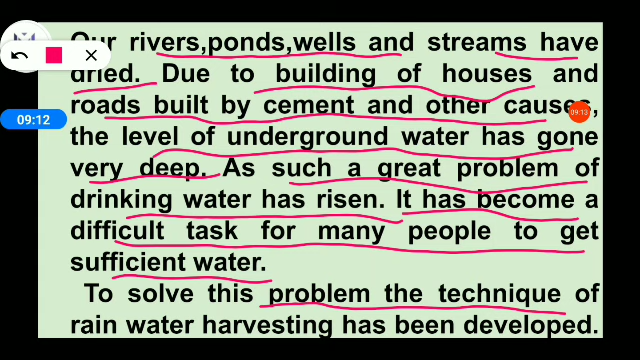 Our rivers,ponds,wells and streams have
dried. Due to building of houses and
roads built by cement and other causes,
09:13
09:12
the level of underground water has gone
very deep. As such a great problem of
drinking water has risen. It has become a
difficult task for many people to get
sufficient water.
To solve this problem the technique of
rain water harvesting has been developed.